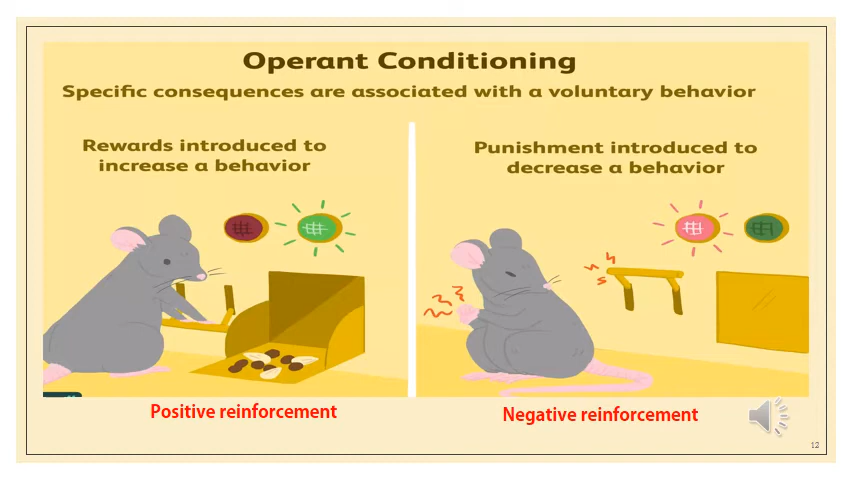 Operant Conditioning
Specific consequences are associated with a voluntary behavior
Rewards introduced to
increase a behavior
Punishment introduced to
decrease a behavior
Positive reinforcement
Negative reinforcement
12